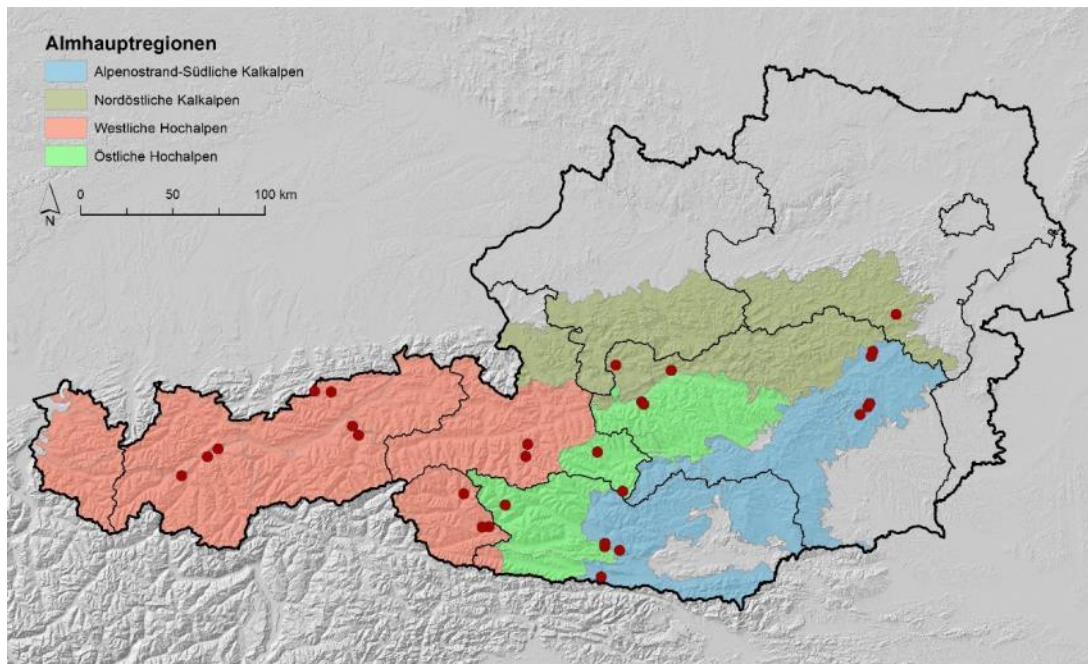 Almhauptregionen
Alpenostrand-Südliche Kalkalpen
Nordöstliche Kalkalpen
Westliche Hochalpen
Östliche Hochalpen
0 50 100 km
N